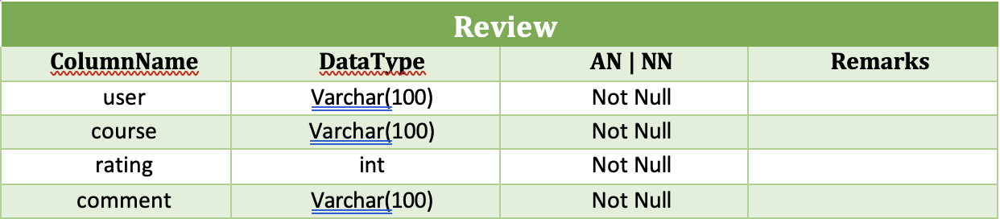 Review
ColumnName DataType AN | NN Remarks
user Varchar(100) Not Null
course Varchar(100) Not Null
rating int Not Null
comment Varchar(100) Not Null